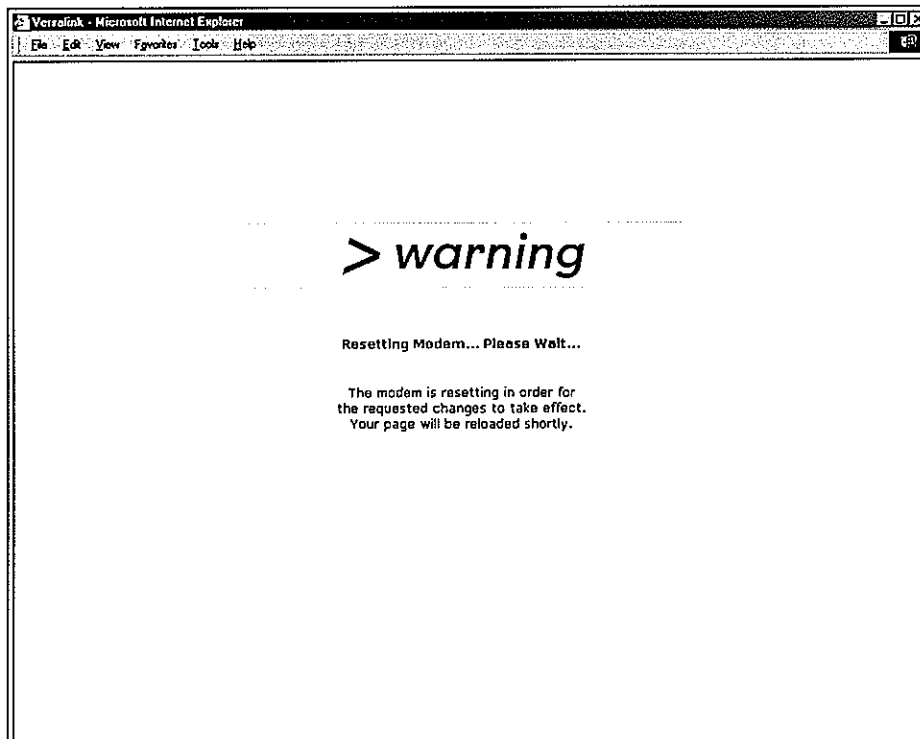 Versalink - Microsoft Internet Explorer
File Edit View Favorites Tools Help
> warning
Resetting Modem... Please Wait...
The modem is resetting in order for
the requested changes to take effect.
Your page will be reloaded shortly.